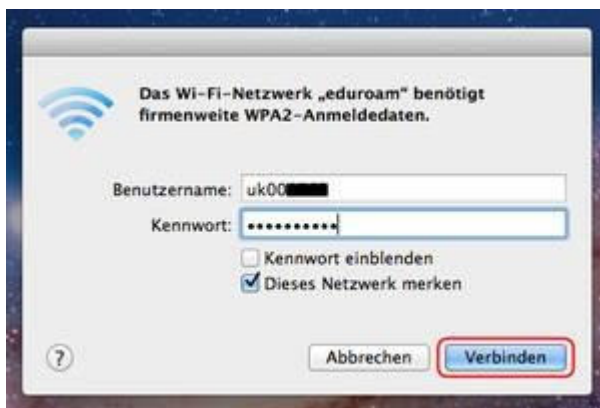 Das Wi-Fi-Netzwerk „eduroam“ benötigt
firmenweite WPA2-Anmeldedaten.
Benutzername: uk00
Kennwort: ••••••••••
Kennwort einblenden
Dieses Netzwerk merken
? Abbrechen Verbinden